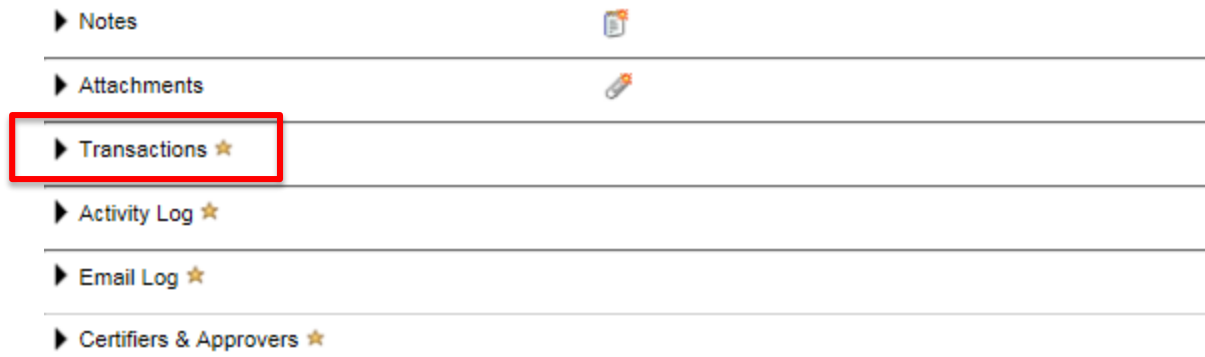 Notes
Attachments
Transactions
Activity Log
Email Log
Certifiers & Approvers